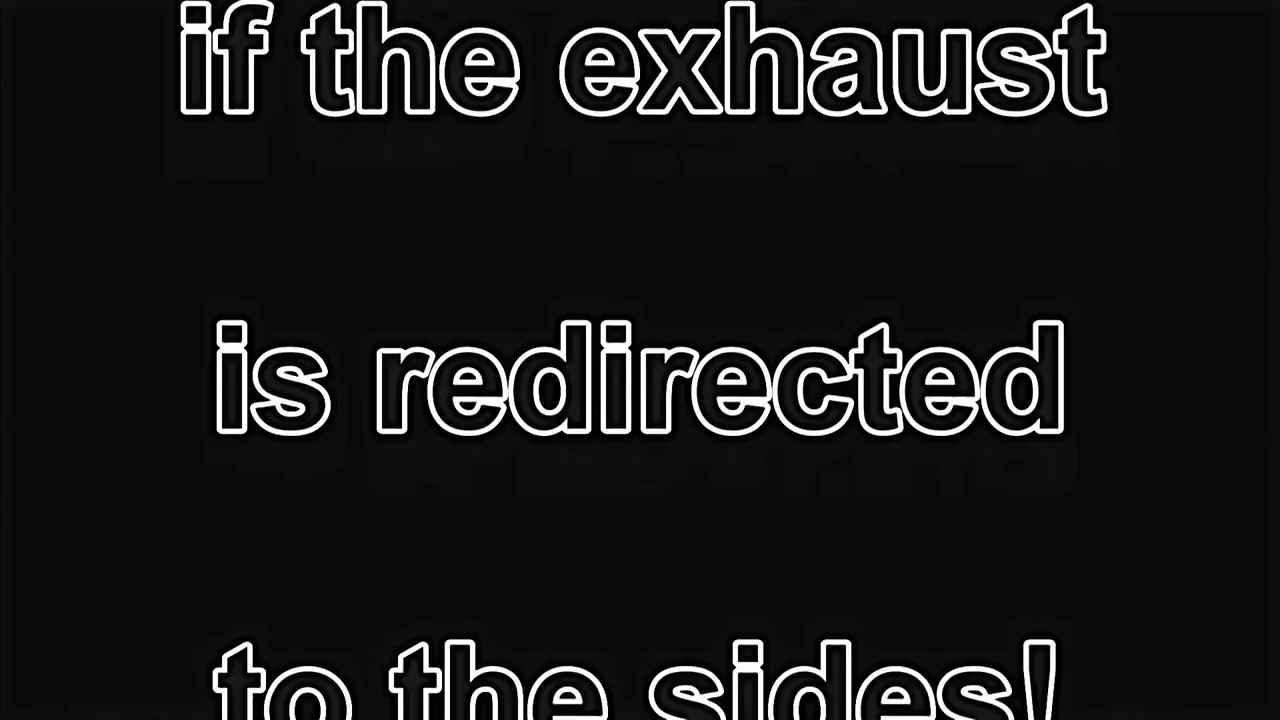 if the exhaust
is redirected
to the sides!